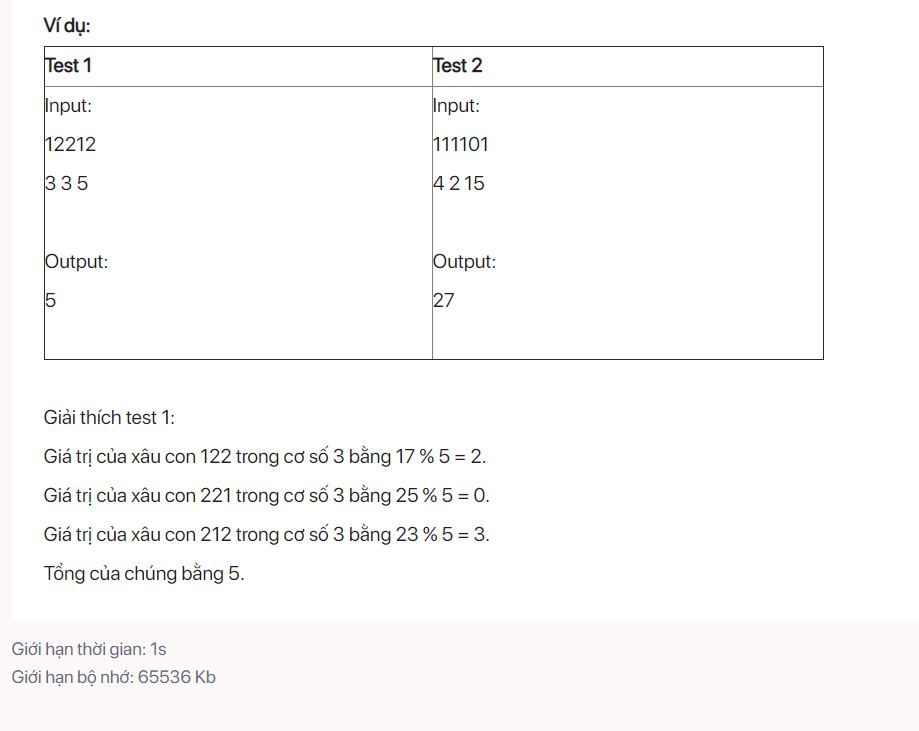 Ví dụ:
Test 1
Test 2
Input:
12212
3 3 5
Output:
5
Input:
111101
4 2 15
Output:
27
Giải thích test 1:
Giá trị của xâu con 122 trong cơ số 3 bằng 17 % 5 = 2.
Giá trị của xâu con 221 trong cơ số 3 bằng 25 % 5 = 0.
Giá trị của xâu con 212 trong cơ số 3 bằng 23 % 5 = 3.
Tổng của chúng bằng 5.
Giới hạn thời gian: 1s
Giới hạn bộ nhớ: 65536 Kb